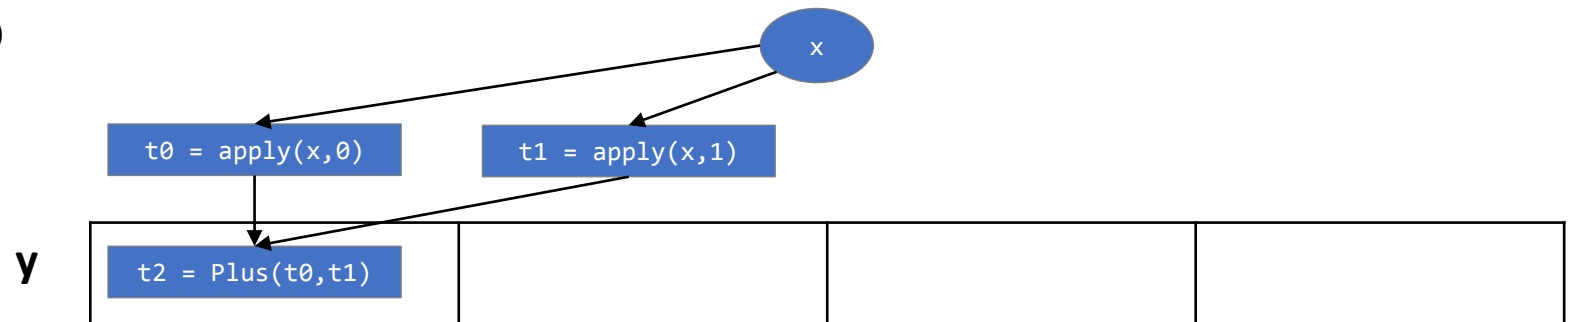 )
x
t0 = apply(x,0)
t1 = apply(x,1)
y
t2 = Plus(t0,t1)